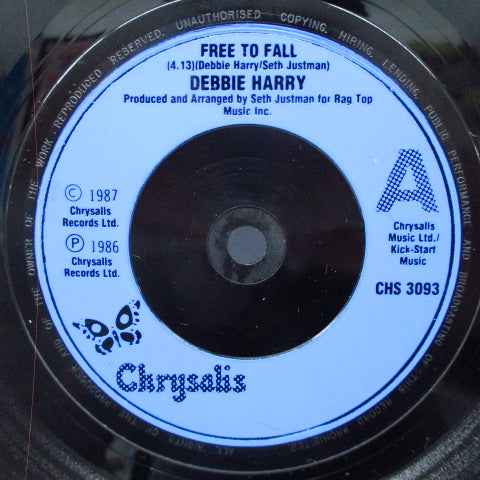 FREE TO FALL
(4.13)(Debbie Harry/Seth Justman)
DEBBIE HARRY
Produced and Arranged by Seth Justman for Rag Top
Music Inc.
A
© 1987
Chrysalis
Records Ltd.
℗ 1986
Chrysalis
Records Ltd.
Chrysalis
Music Ltd./
Kick-Start
Music
CHS 3093
Chrysalis
ALL RIGHTS OF THE PRODUCER AND OF THE OWNER OF THE WORK REPRODUCED RESERVED. UNAUTHORISED COPYING, HIRING, LENDING, PUBLIC PERFORMANCE AND BROADCASTING OF THIS RECORD PROHIBITED